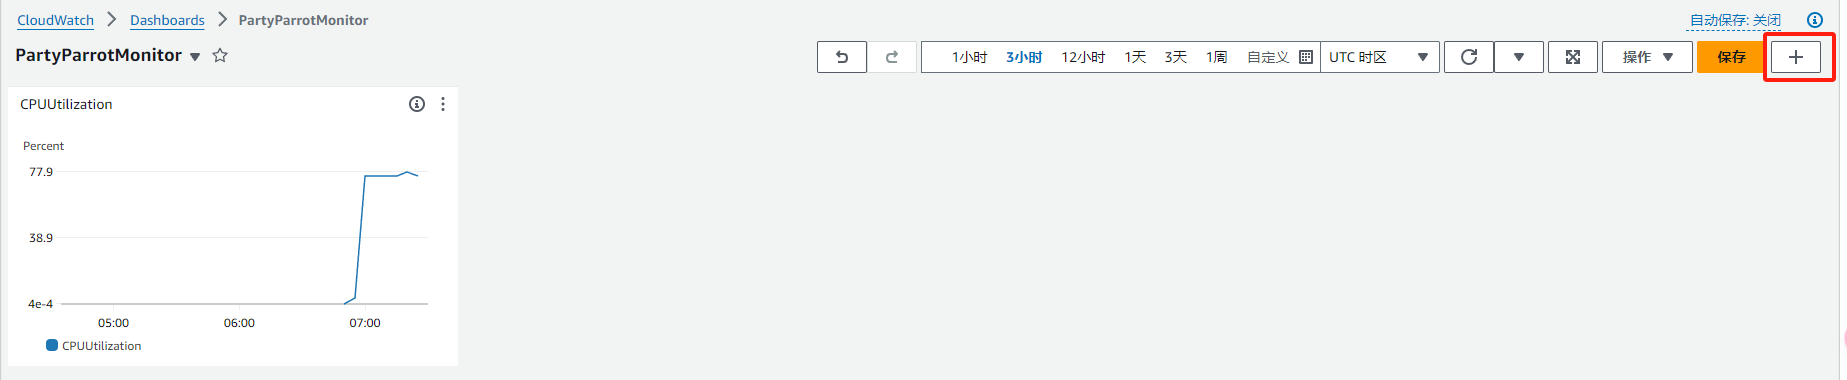 CloudWatch > Dashboards > PartyParrotMonitor
自动保存: 关闭
PartyParrotMonitor
1小时 3小时 12小时 1天 3天 1周 自定义 UTC 时区 操作 保存
CPUUtilization
Percent
77.9
38.9
4e-4
05:00 06:00 07:00
CPUUtilization